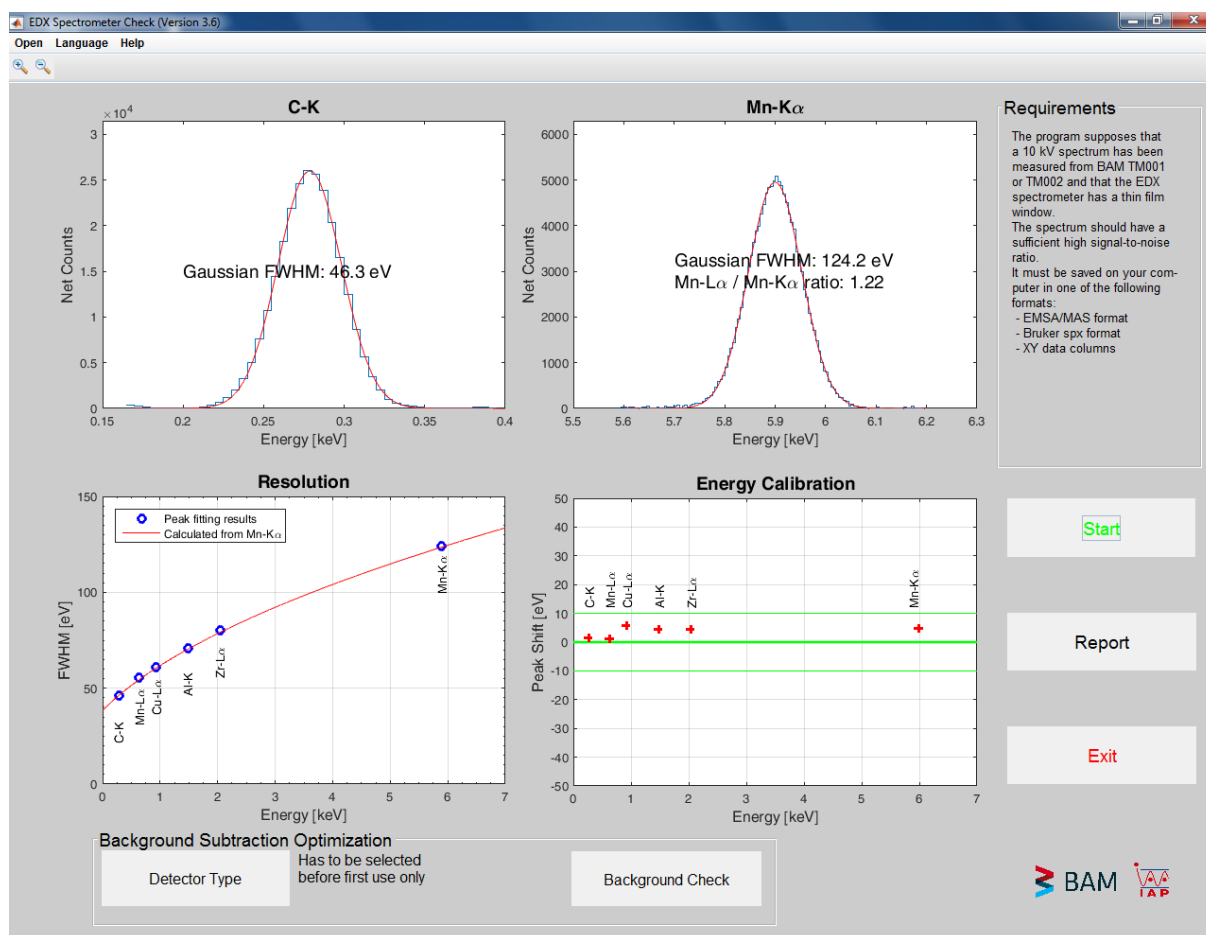 EDX Spectrometer Check (Version 3.6)
Open Language Help
C-K
×10⁴
3
2.5
2
1.5
1
0.5
0
Net Counts
Gaussian FWHM: 46.3 eV
0.15 0.2 0.25 0.3 0.35 0.4
Energy [keV]
Mn-Kα
6000
5000
4000
3000
2000
1000
0
Net Counts
Gaussian FWHM: 124.2 eV
Mn-Lα / Mn-Kα ratio: 1.22
5.5 5.6 5.7 5.8 5.9 6 6.1 6.2 6.3
Energy [keV]
Requirements
The program supposes that
a 10 kV spectrum has been
measured from BAM TM001
or TM002 and that the EDX
spectrometer has a thin film
window.
The spectrum should have a
sufficient high signal-to-noise
ratio.
It must be saved on your com-
puter in one of the following
formats:
- EMSA/MAS format
- Bruker spx format
- XY data columns
Resolution
150
100
50
0
FWHM [eV]
Peak fitting results
Calculated from Mn-Kα
C-K
Mn-Lα
Cu-Lα
Al-K
Zr-Lα
Mn-Kα
0 1 2 3 4 5 6 7
Energy [keV]
Energy Calibration
50
40
30
20
10
0
-10
-20
-30
-40
-50
Peak Shift [eV]
C-K
Mn-Lα
Cu-Lα
Al-K
Zr-Lα
Mn-Kα
0 1 2 3 4 5 6 7
Energy [keV]
Start
Report
Exit
Background Subtraction Optimization
Detector Type
Has to be selected
before first use only
Background Check
BAM
IAP